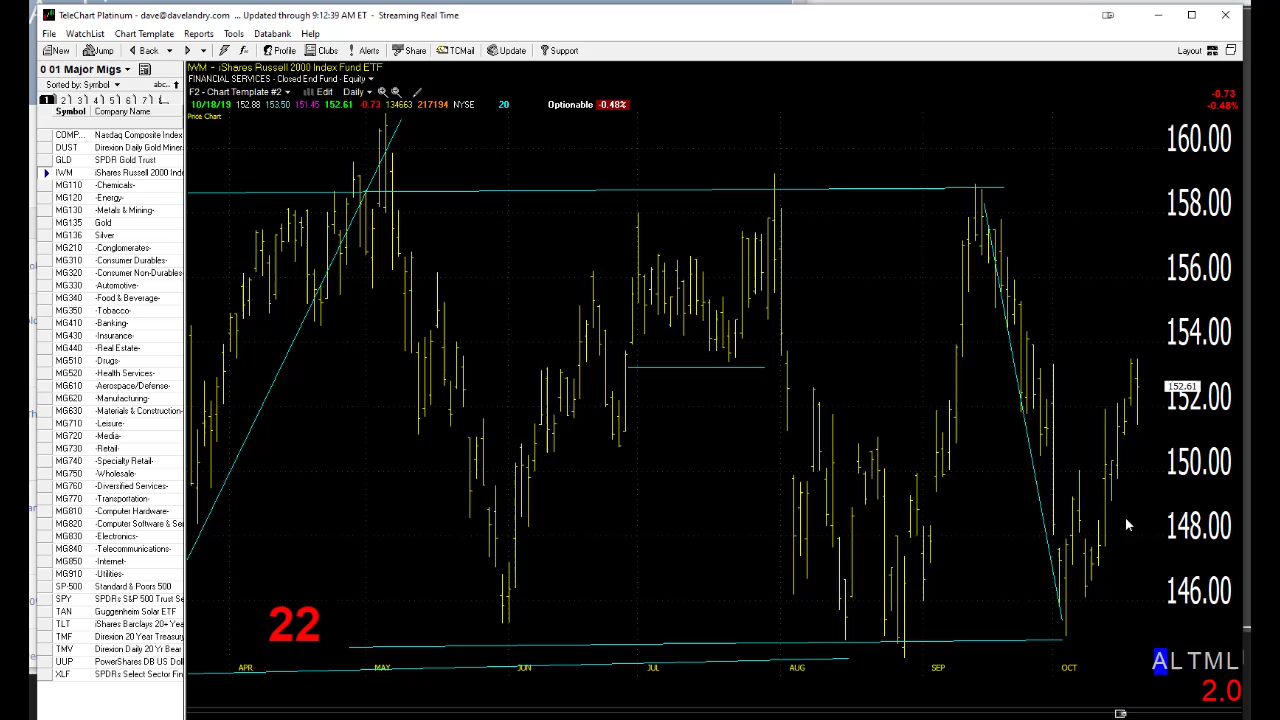 TeleChart Platinum - dave@davelandry.com ... Updated through 9:12:39 AM ET - Streaming Real Time
File WatchList Chart Template Reports Tools Databank Help
New Jump Back Profile Clubs Alerts Share TCMail Update Support Layout
0 01 Major Migs
Sorted by: Symbol abc..
1 2 3 4 5 6 7
Symbol Company Name
COMP... Nasdaq Composite Index
DUST Direxion Daily Gold Miner
GLD SPDR Gold Trust
IWM iShares Russell 2000 Inde
MG110 -Chemicals-
MG120 -Energy-
MG130 -Metals & Mining-
MG135 Gold
MG136 Silver
MG210 -Conglomerates-
MG310 -Consumer Durables-
MG320 -Consumer Non-Durables-
MG330 -Automotive-
MG340 -Food & Beverage-
MG350 -Tobacco-
MG410 -Banking-
MG430 -Insurance-
MG440 -Real Estate-
MG510 -Drugs-
MG520 -Health Services-
MG610 -Aerospace/Defense-
MG620 -Manufacturing-
MG630 -Materials & Construction-
MG710 -Leisure-
MG720 -Media-
MG730 -Retail-
MG740 -Specialty Retail-
MG750 -Wholesale-
MG760 -Diversified Services-
MG770 -Transportation-
MG810 -Computer Hardware-
MG820 -Computer Software & Se
MG830 -Electronics-
MG840 -Telecommunications-
MG850 -Internet-
MG910 -Utilities-
SP-500 Standard & Poors 500
SPY SPDRs S&P 500 Trust Se
TAN Guggenheim Solar ETF
TLT iShares Barclays 20+ Year
TMF Direxion 20 Year Treasury
TMV Direxion Daily 20 Yr Bear
UUP PowerShares DB US Doll
XLF SPDRs Select Sector Fin
IWM - iShares Russell 2000 Index Fund ETF
FINANCIAL SERVICES - Closed End Fund - Equity
F2 - Chart Template #2 Edit Daily
10/18/19 152.88 153.50 151.45 152.61 -0.73 134663 217194 NYSE 20 Optionable -0.48%
Price Chart
-0.73
-0.48%
160.00
158.00
156.00
154.00
152.61
152.00
150.00
148.00
146.00
22
APR MAY JUN JUL AUG SEP OCT
ALTML
2.0